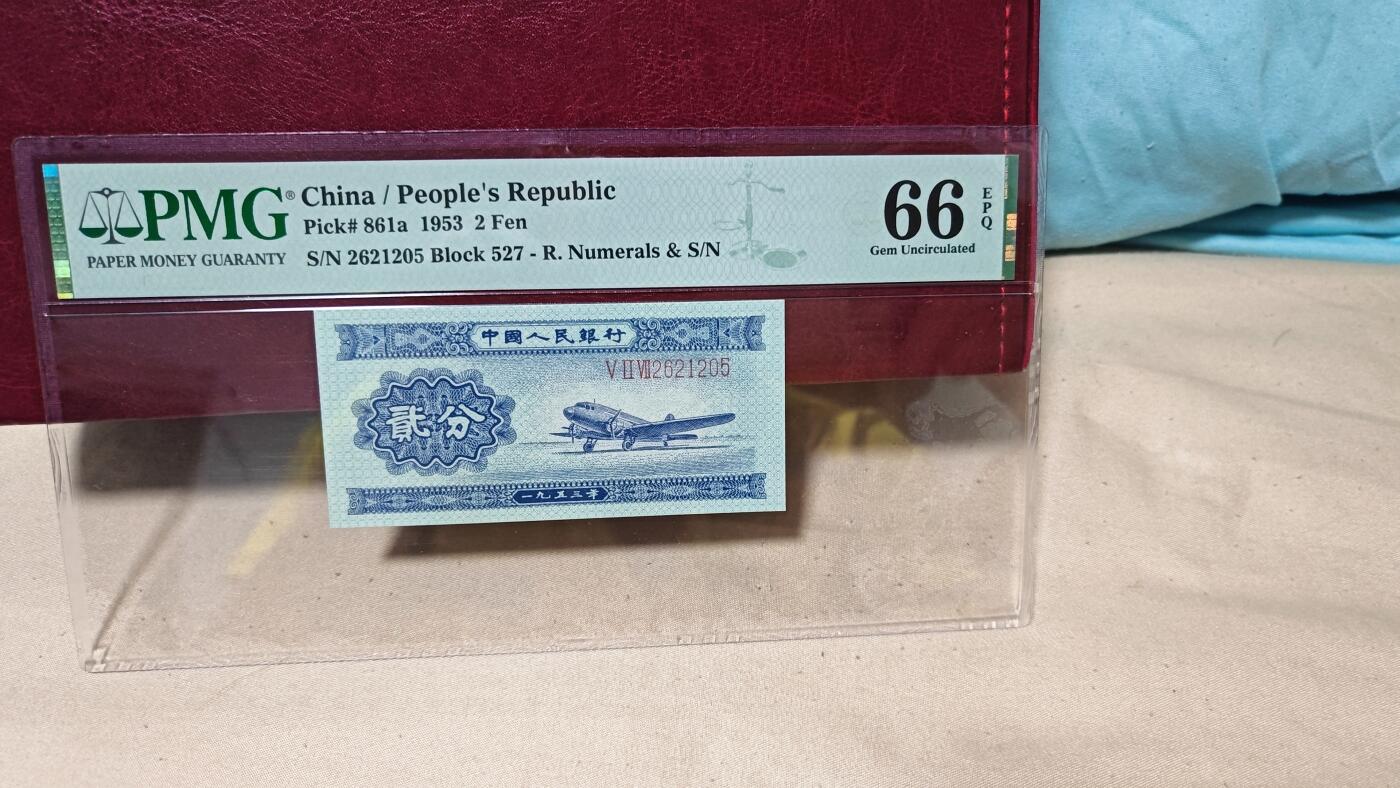 PMG®
PAPER MONEY GUARANTY
China / People's Republic
Pick# 861a 1953 2 Fen
S/N 2621205 Block 527 - R. Numerals & S/N
66
EPQ
Gem Uncirculated
中國人民銀行
V II VII 2621205
貳分
一九五三年